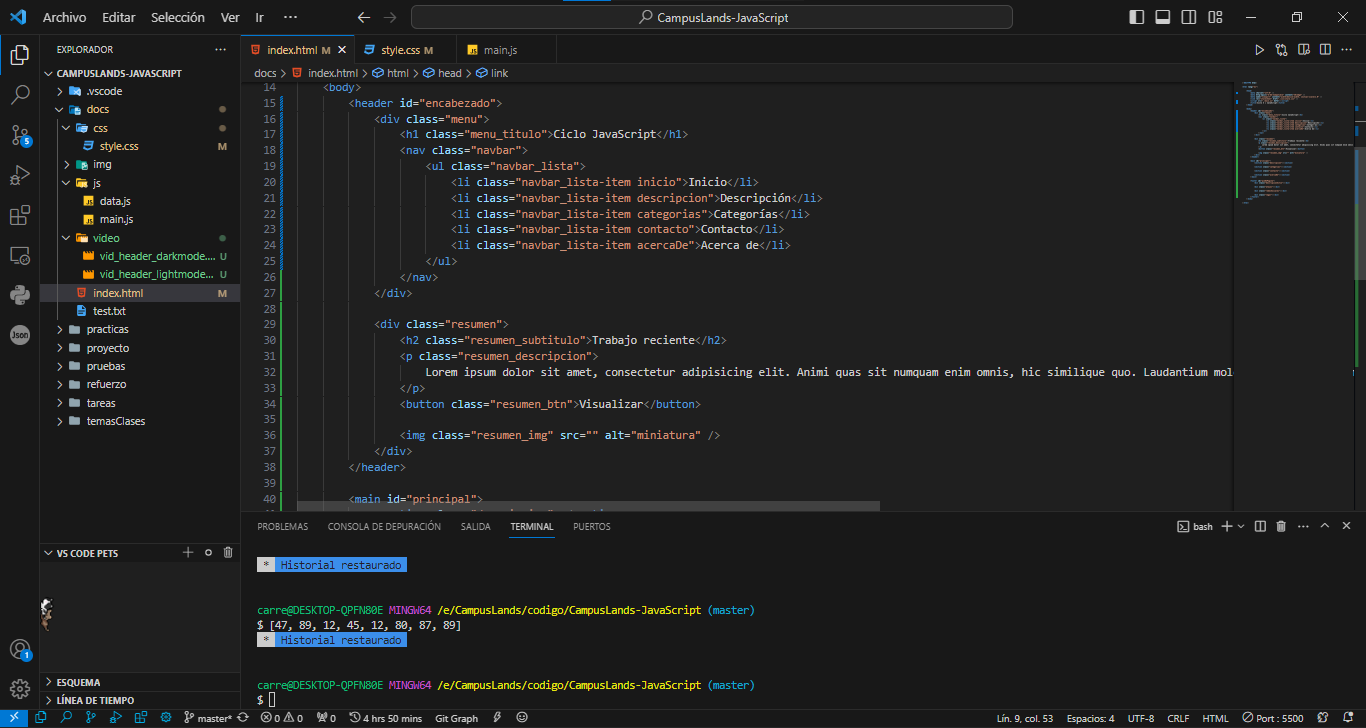 Archivo Editar Selección Ver Ir ···
CampusLands-JavaScript
EXPLORADOR
CAMPUSLANDS-JAVASCRIPT
.vscode
docs
css
style.css M
img
js
data.js
main.js
video
vid_header_darkmode.... U
vid_header_lightmode... U
index.html M
test.txt
practicas
proyecto
pruebas
refuerzo
tareas
temasClases
VS CODE PETS
ESQUEMA
LÍNEA DE TIEMPO
index.html M style.css M main.js
docs > index.html > html > head > link
14 <body>
15 <header id="encabezado">
16 <div class="menu">
17 <h1 class="menu_titulo">Ciclo JavaScript</h1>
18 <nav class="navbar">
19 <ul class="navbar_lista">
20 <li class="navbar_lista-item inicio">Inicio</li>
21 <li class="navbar_lista-item descripcion">Descripción</li>
22 <li class="navbar_lista-item categorias">Categorías</li>
23 <li class="navbar_lista-item contacto">Contacto</li>
24 <li class="navbar_lista-item acercaDe">Acerca de</li>
25 </ul>
26 </nav>
27 </div>
28
29 <div class="resumen">
30 <h2 class="resumen_subtitulo">Trabajo reciente</h2>
31 <p class="resumen_descripcion">
32 Lorem ipsum dolor sit amet, consectetur adipisicing elit. Animi quas sit numquam enim omnis, hic similique quo. Laudantium mol
33 </p>
34 <button class="resumen_btn">Visualizar</button>
35
36 <img class="resumen_img" src="" alt="miniatura" />
37 </div>
38 </header>
39
40 <main id="principal">
PROBLEMAS CONSOLA DE DEPURACIÓN SALIDA TERMINAL PUERTOS
bash
* Historial restaurado
carre@DESKTOP-QPFN80E MINGW64 /e/CampusLands/codigo/CampusLands-JavaScript (master)
$ [47, 89, 12, 45, 12, 80, 87, 89]
* Historial restaurado
carre@DESKTOP-QPFN80E MINGW64 /e/CampusLands/codigo/CampusLands-JavaScript (master)
$
5
Json
1
master* 0 0 0 4 hrs 50 mins Git Graph
Lín. 9, col. 53 Espacios: 4 UTF-8 CRLF HTML Port : 5500